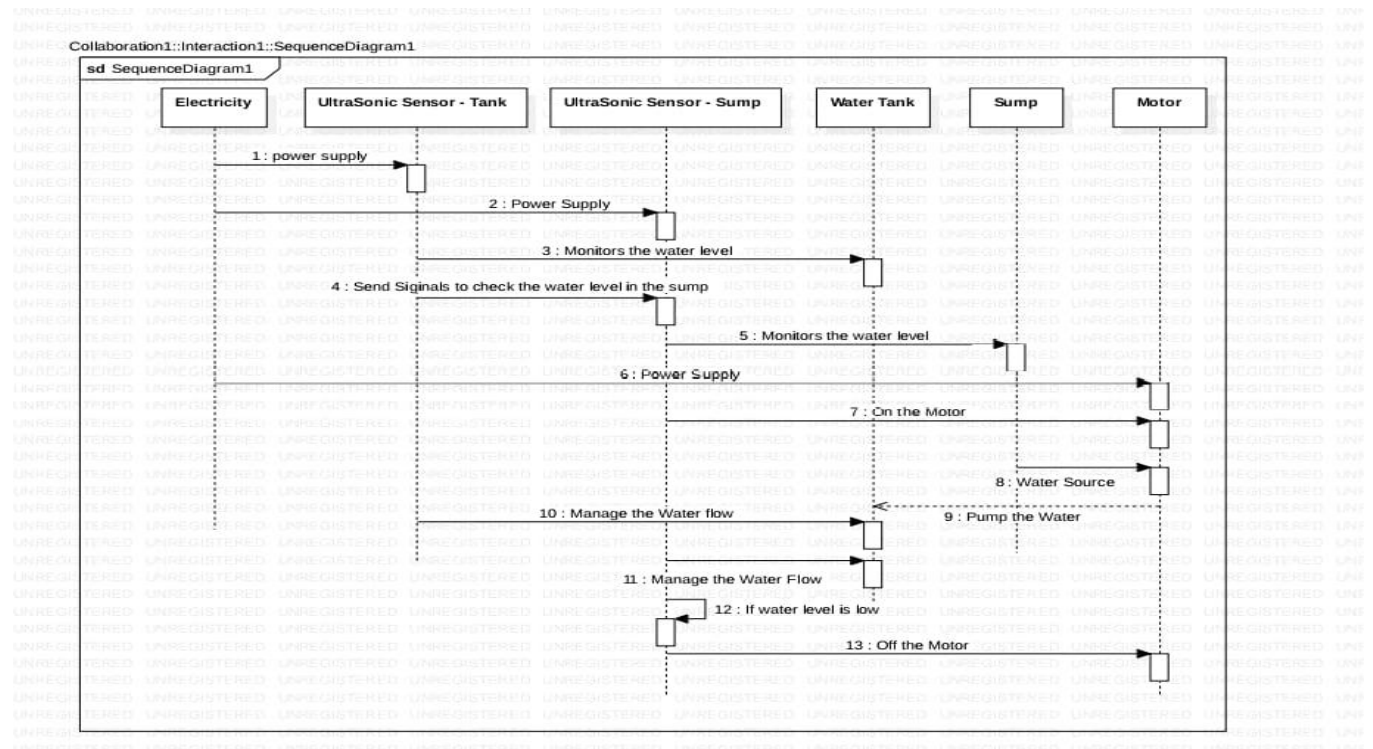 Collaboration1::Interaction1::SequenceDiagram1
sd SequenceDiagram1
Electricity
UltraSonic Sensor - Tank
UltraSonic Sensor - Sump
Water Tank
Sump
Motor
1 : power supply
2 : Power Supply
3 : Monitors the water level
4 : Send Siginals to check the water level in the sump
5 : Monitors the water level
6 : Power Supply
7 : On the Motor
8 : Water Source
9 : Pump the Water
10 : Manage the Water flow
11 : Manage the Water Flow
12 : If water level is low
13 : Off the Motor
UNREGISTERED